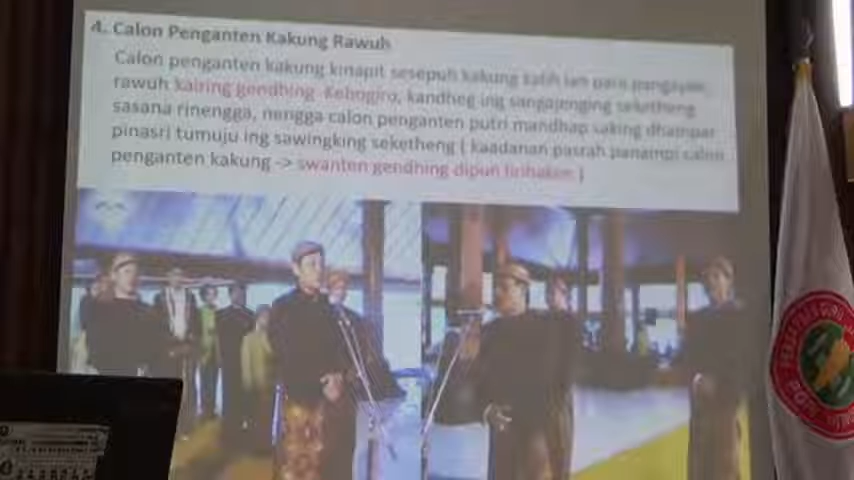 4. Calon Penganten Kakung Rawuh
Calon penganten kakung kinapit sesepuh kakung kalih lan para pangayap,
rawuh kairing gendhing Kebogiro, kandheg ing sangajenging seketheng
sasana rinengga, nengga calon penganten putri mandhap saking dhampar
pinasri tumuju ing sawingking seketheng ( kaadanan pasrah panampi calon
penganten kakung -> swanten gendhing dipun lirihaken )